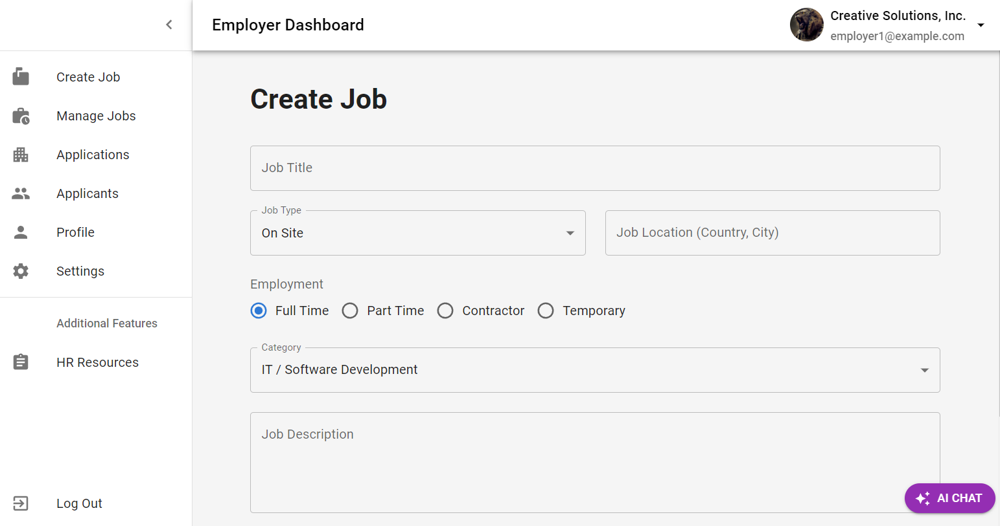 Employer Dashboard
Creative Solutions, Inc.
employer1@example.com
Create Job
Manage Jobs
Applications
Applicants
Profile
Settings
Additional Features
HR Resources
Log Out
Create Job
Job Title
Job Type
On Site
Job Location (Country, City)
Employment
Full Time
Part Time
Contractor
Temporary
Category
IT / Software Development
Job Description
AI CHAT